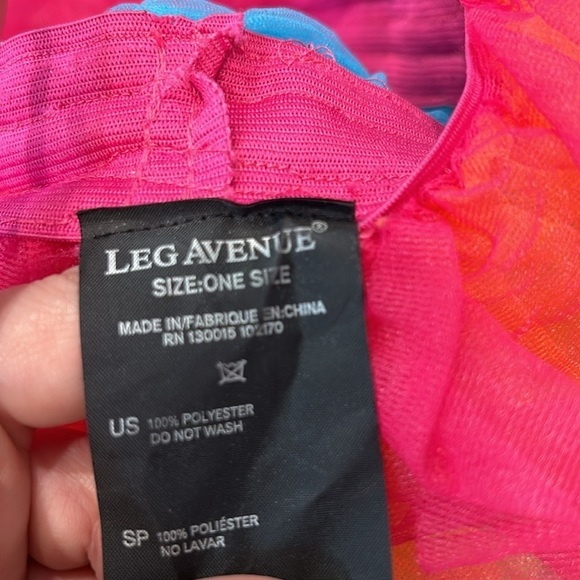 LEG AVENUE®
SIZE:ONE SIZE
MADE IN/FABRIQUE EN:CHINA
RN 130015 102170
US 100% POLYESTER
DO NOT WASH
SP 100% POLIÉSTER
NO LAVAR